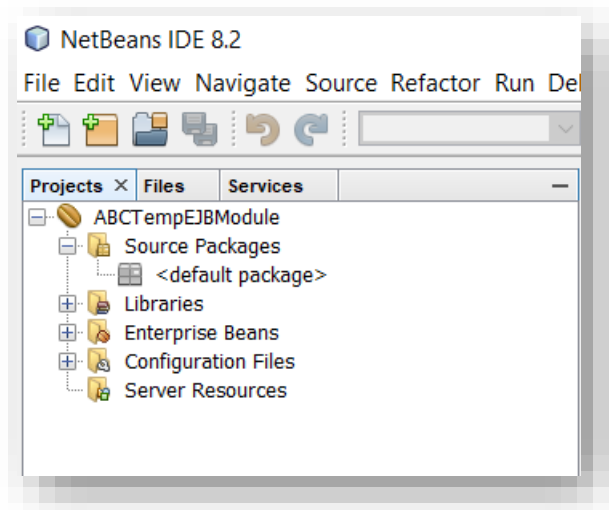 NetBeans IDE 8.2
File Edit View Navigate Source Refactor Run De
Projects × Files Services
ABCTempEJBModule
Source Packages
<default package>
Libraries
Enterprise Beans
Configuration Files
Server Resources